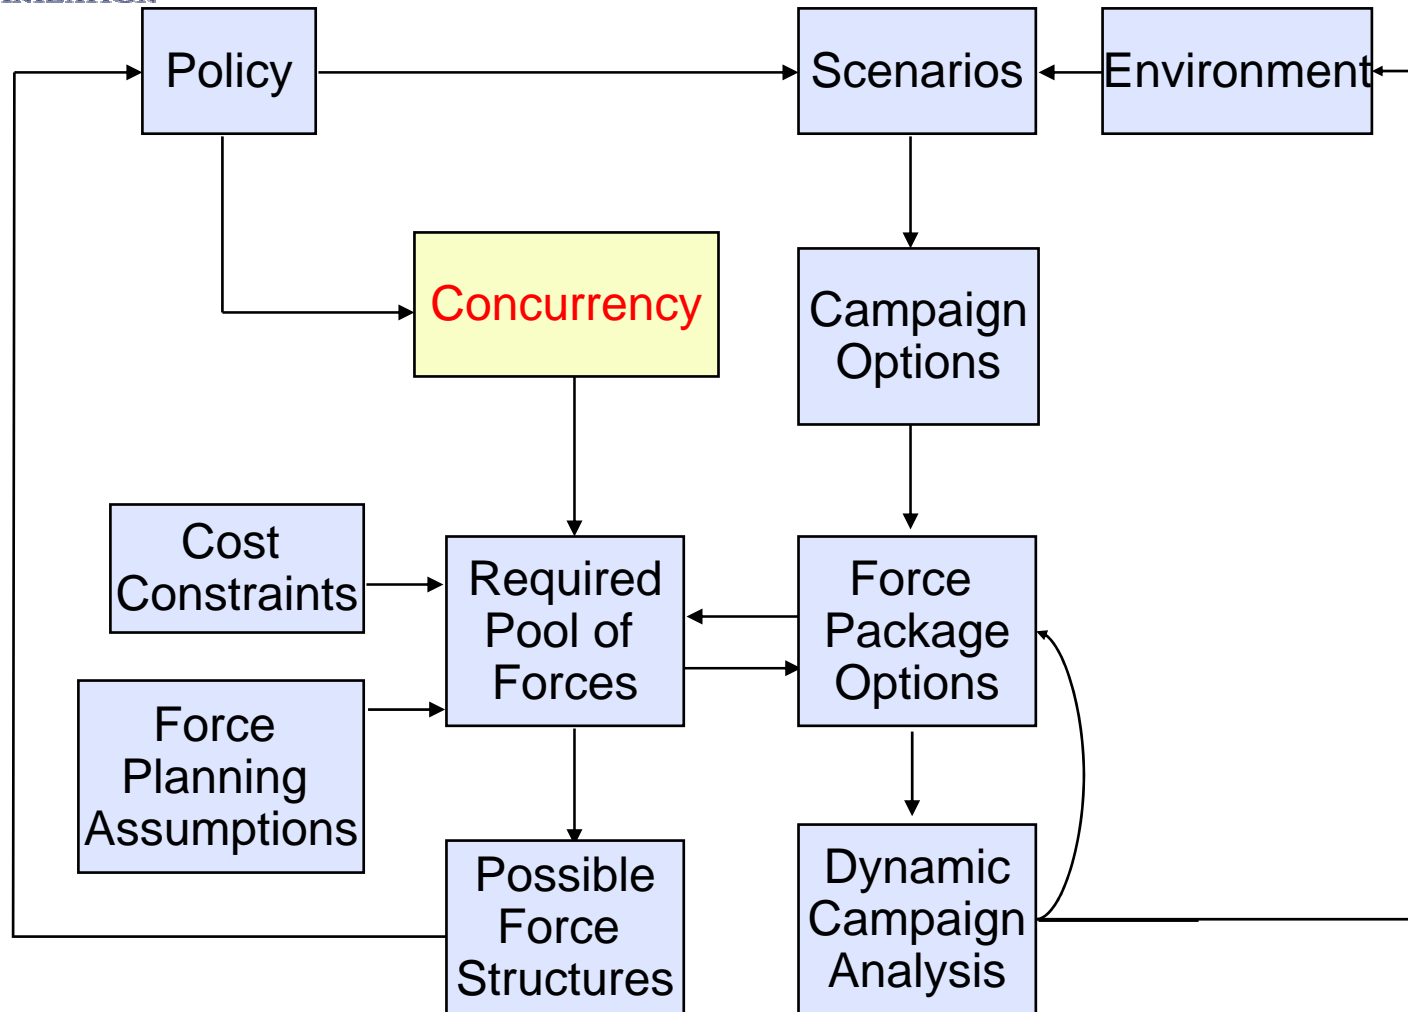 Policy
Scenarios
Environment
Concurrency
Campaign
Options
Cost
Constraints
Required
Pool of
Forces
Force
Package
Options
Force
Planning
Assumptions
Possible
Force
Structures
Dynamic
Campaign
Analysis